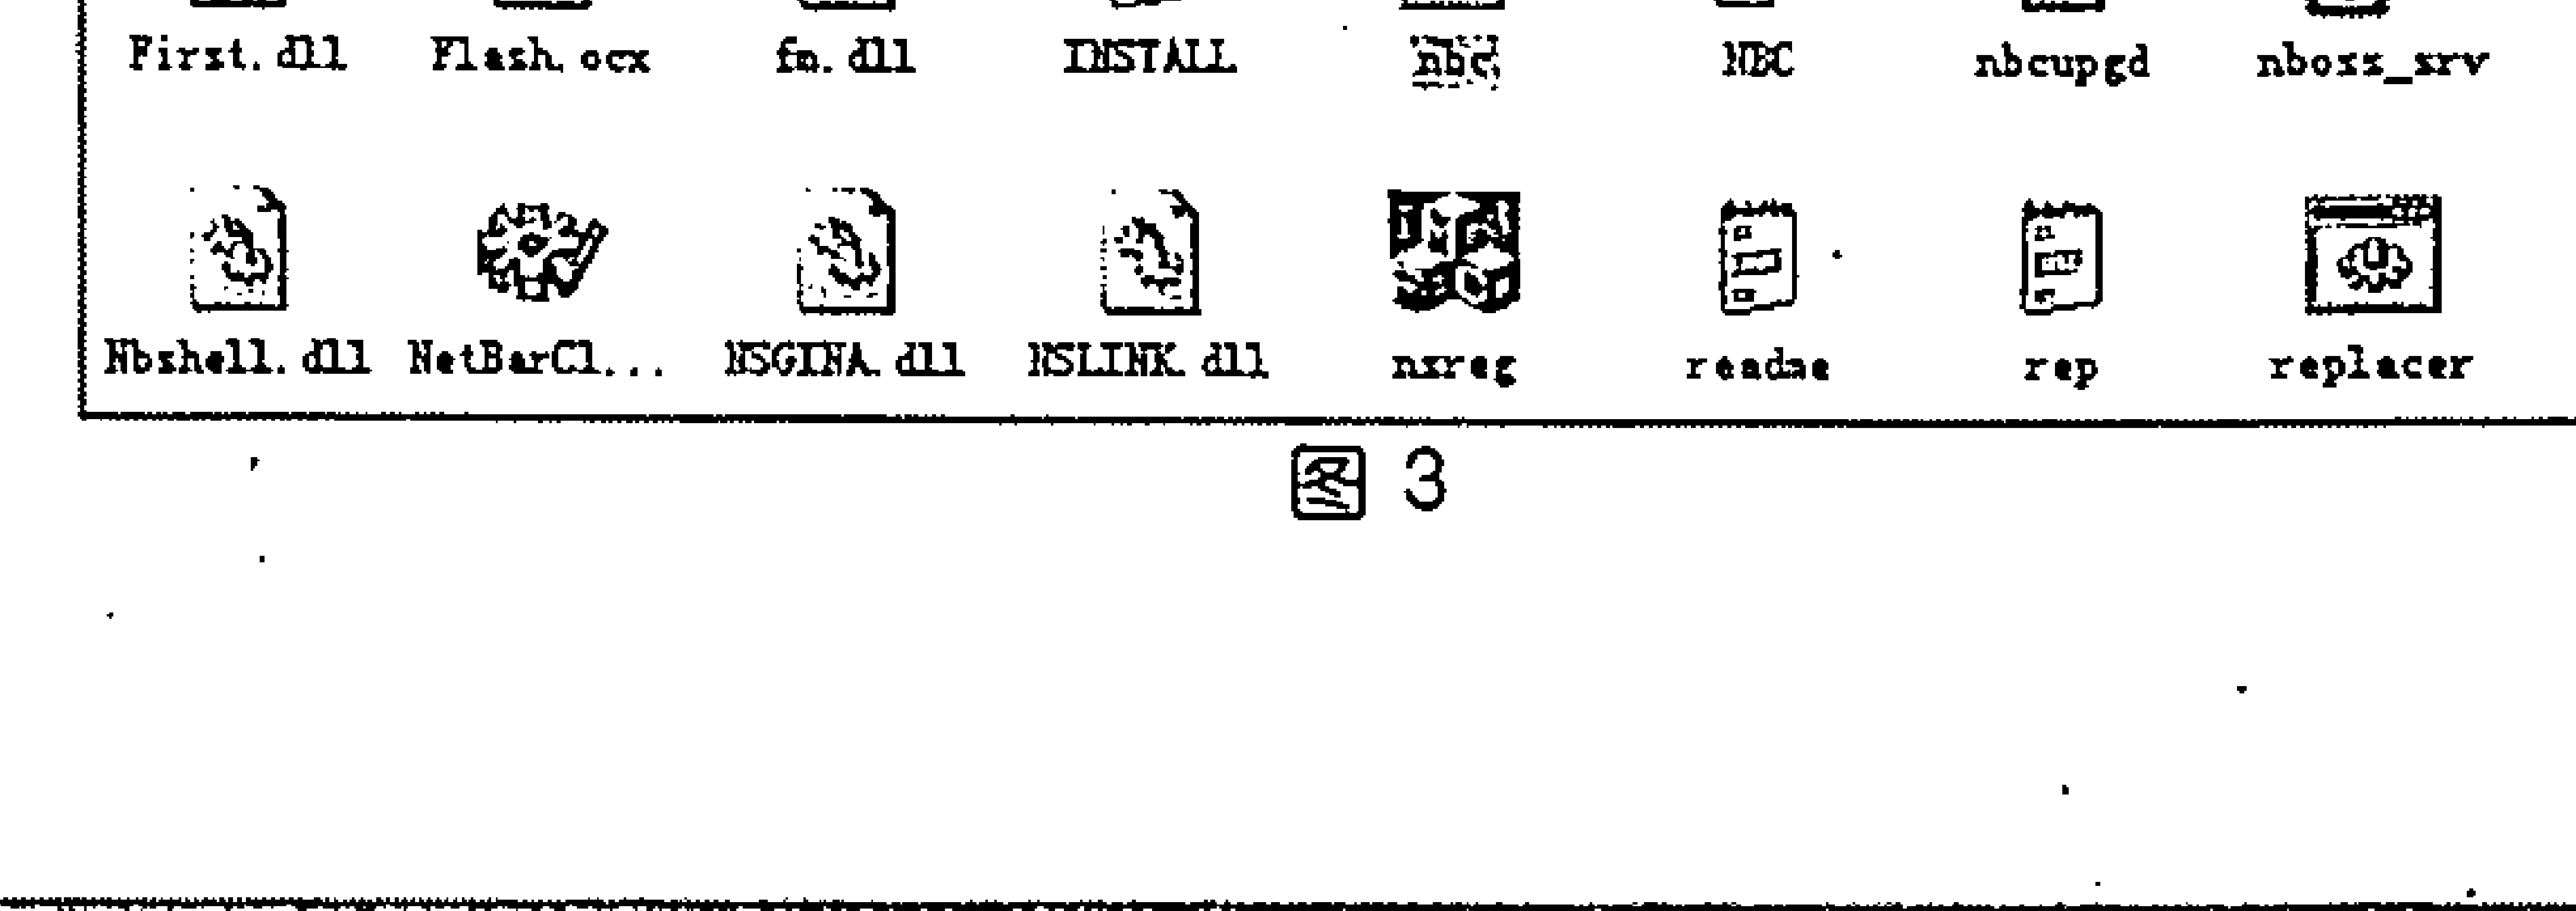 First.dll Flash.ocx fn.dll INSTALL nbc NBC nbcupgd nboss_srv
Nbshell.dll NetBarCl... NSGINA.dll NSLINK.dll nsreg readme rep replacer
图 3